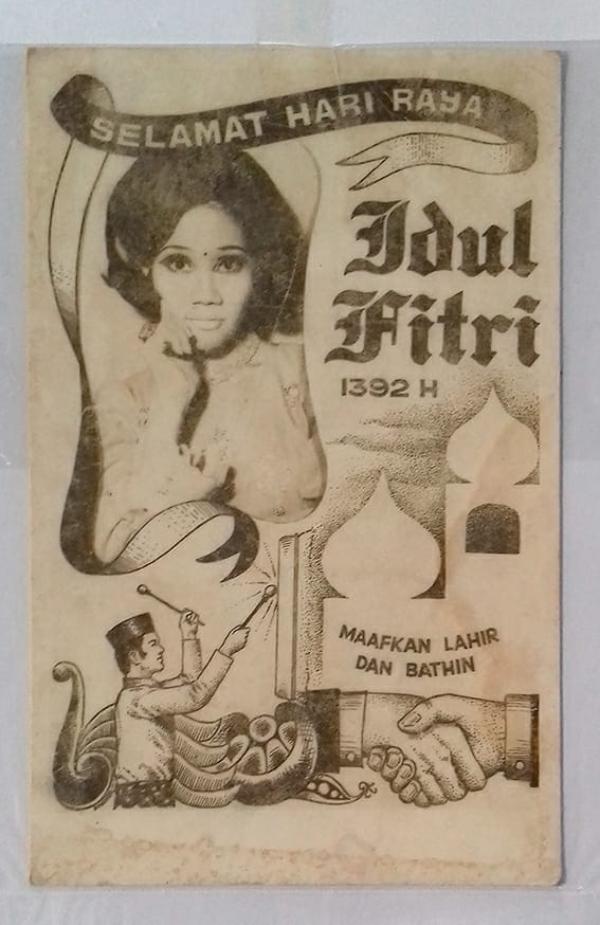 SELAMAT HARI RAYA
Idul
Fitri
1392 H
MAAFKAN LAHIR
DAN BATHIN